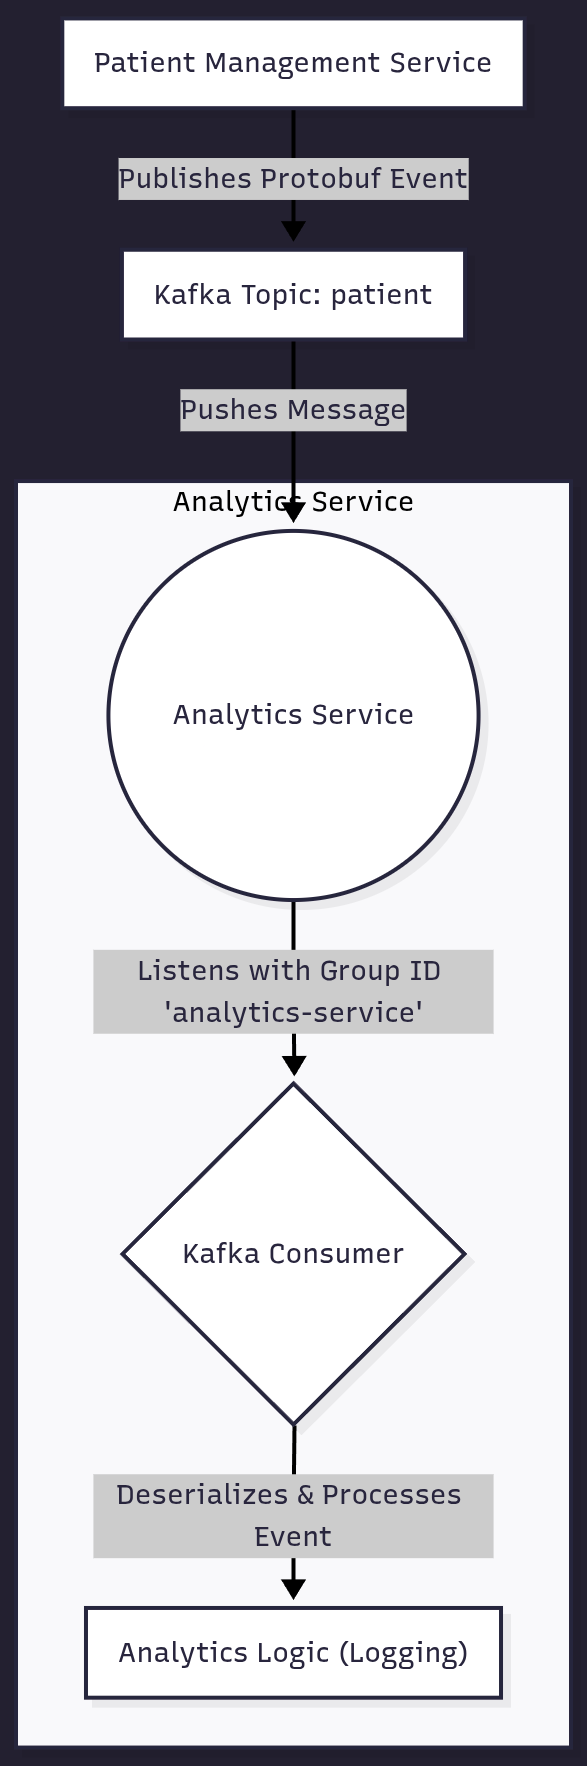 Patient Management Service
Publishes Protobuf Event
Kafka Topic: patient
Pushes Message
Analytics Service
Analytics Service
Listens with Group ID
'analytics-service'
Kafka Consumer
Deserializes & Processes
Event
Analytics Logic (Logging)